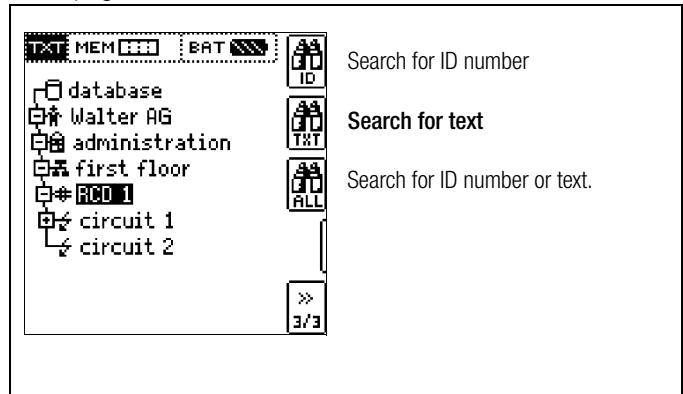 TXT MEM BAT
ID
Search for ID number
database
Walter AG
TXT
Search for text
administration
first floor
ALL
Search for ID number or text.
RCD 1
circuit 1
circuit 2
>>
3/3